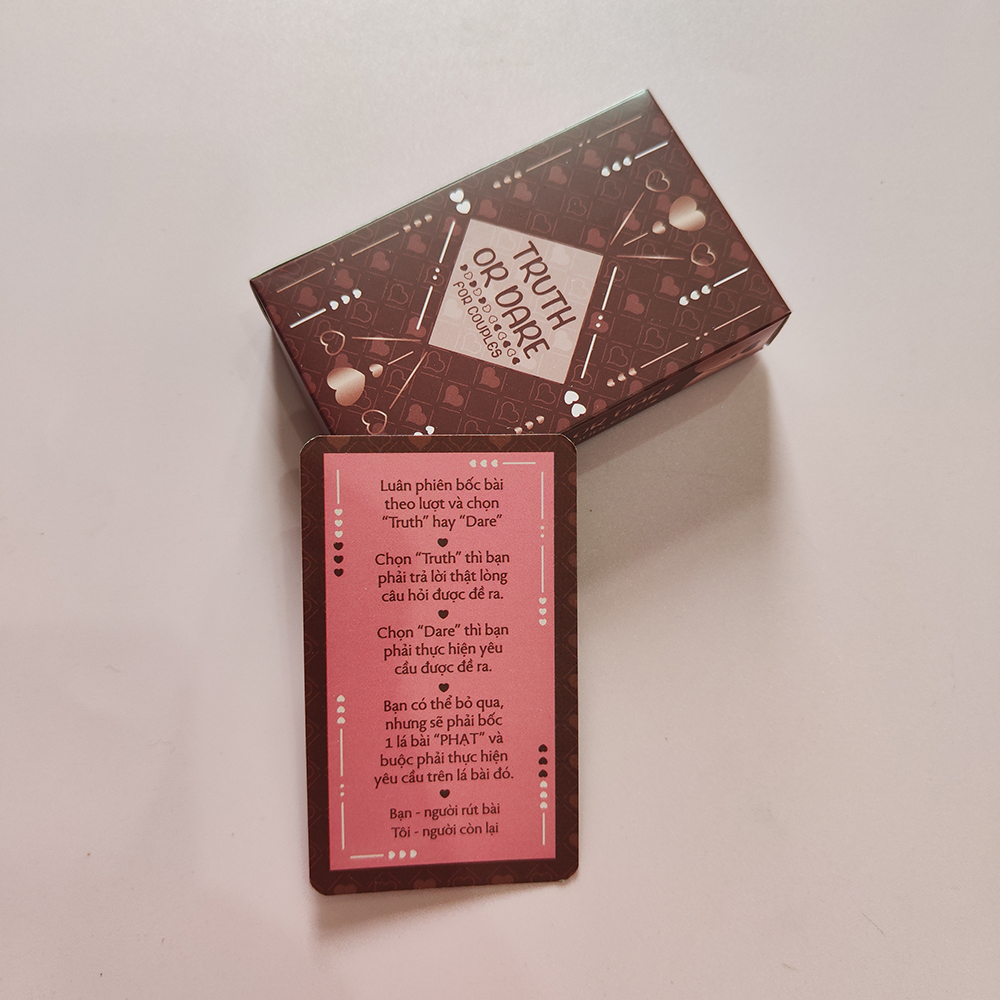 TRUTH
OR DARE
FOR COUPLES
Luân phiên bốc bài
theo lượt và chọn
“Truth” hay “Dare”
Chọn “Truth” thì bạn
phải trả lời thật lòng
câu hỏi được đề ra.
Chọn “Dare” thì bạn
phải thực hiện yêu
cầu được đề ra.
Bạn có thể bỏ qua,
nhưng sẽ phải bốc
1 lá bài “PHẠT” và
buộc phải thực hiện
yêu cầu trên lá bài đó.
Bạn - người rút bài
Tôi - người còn lại